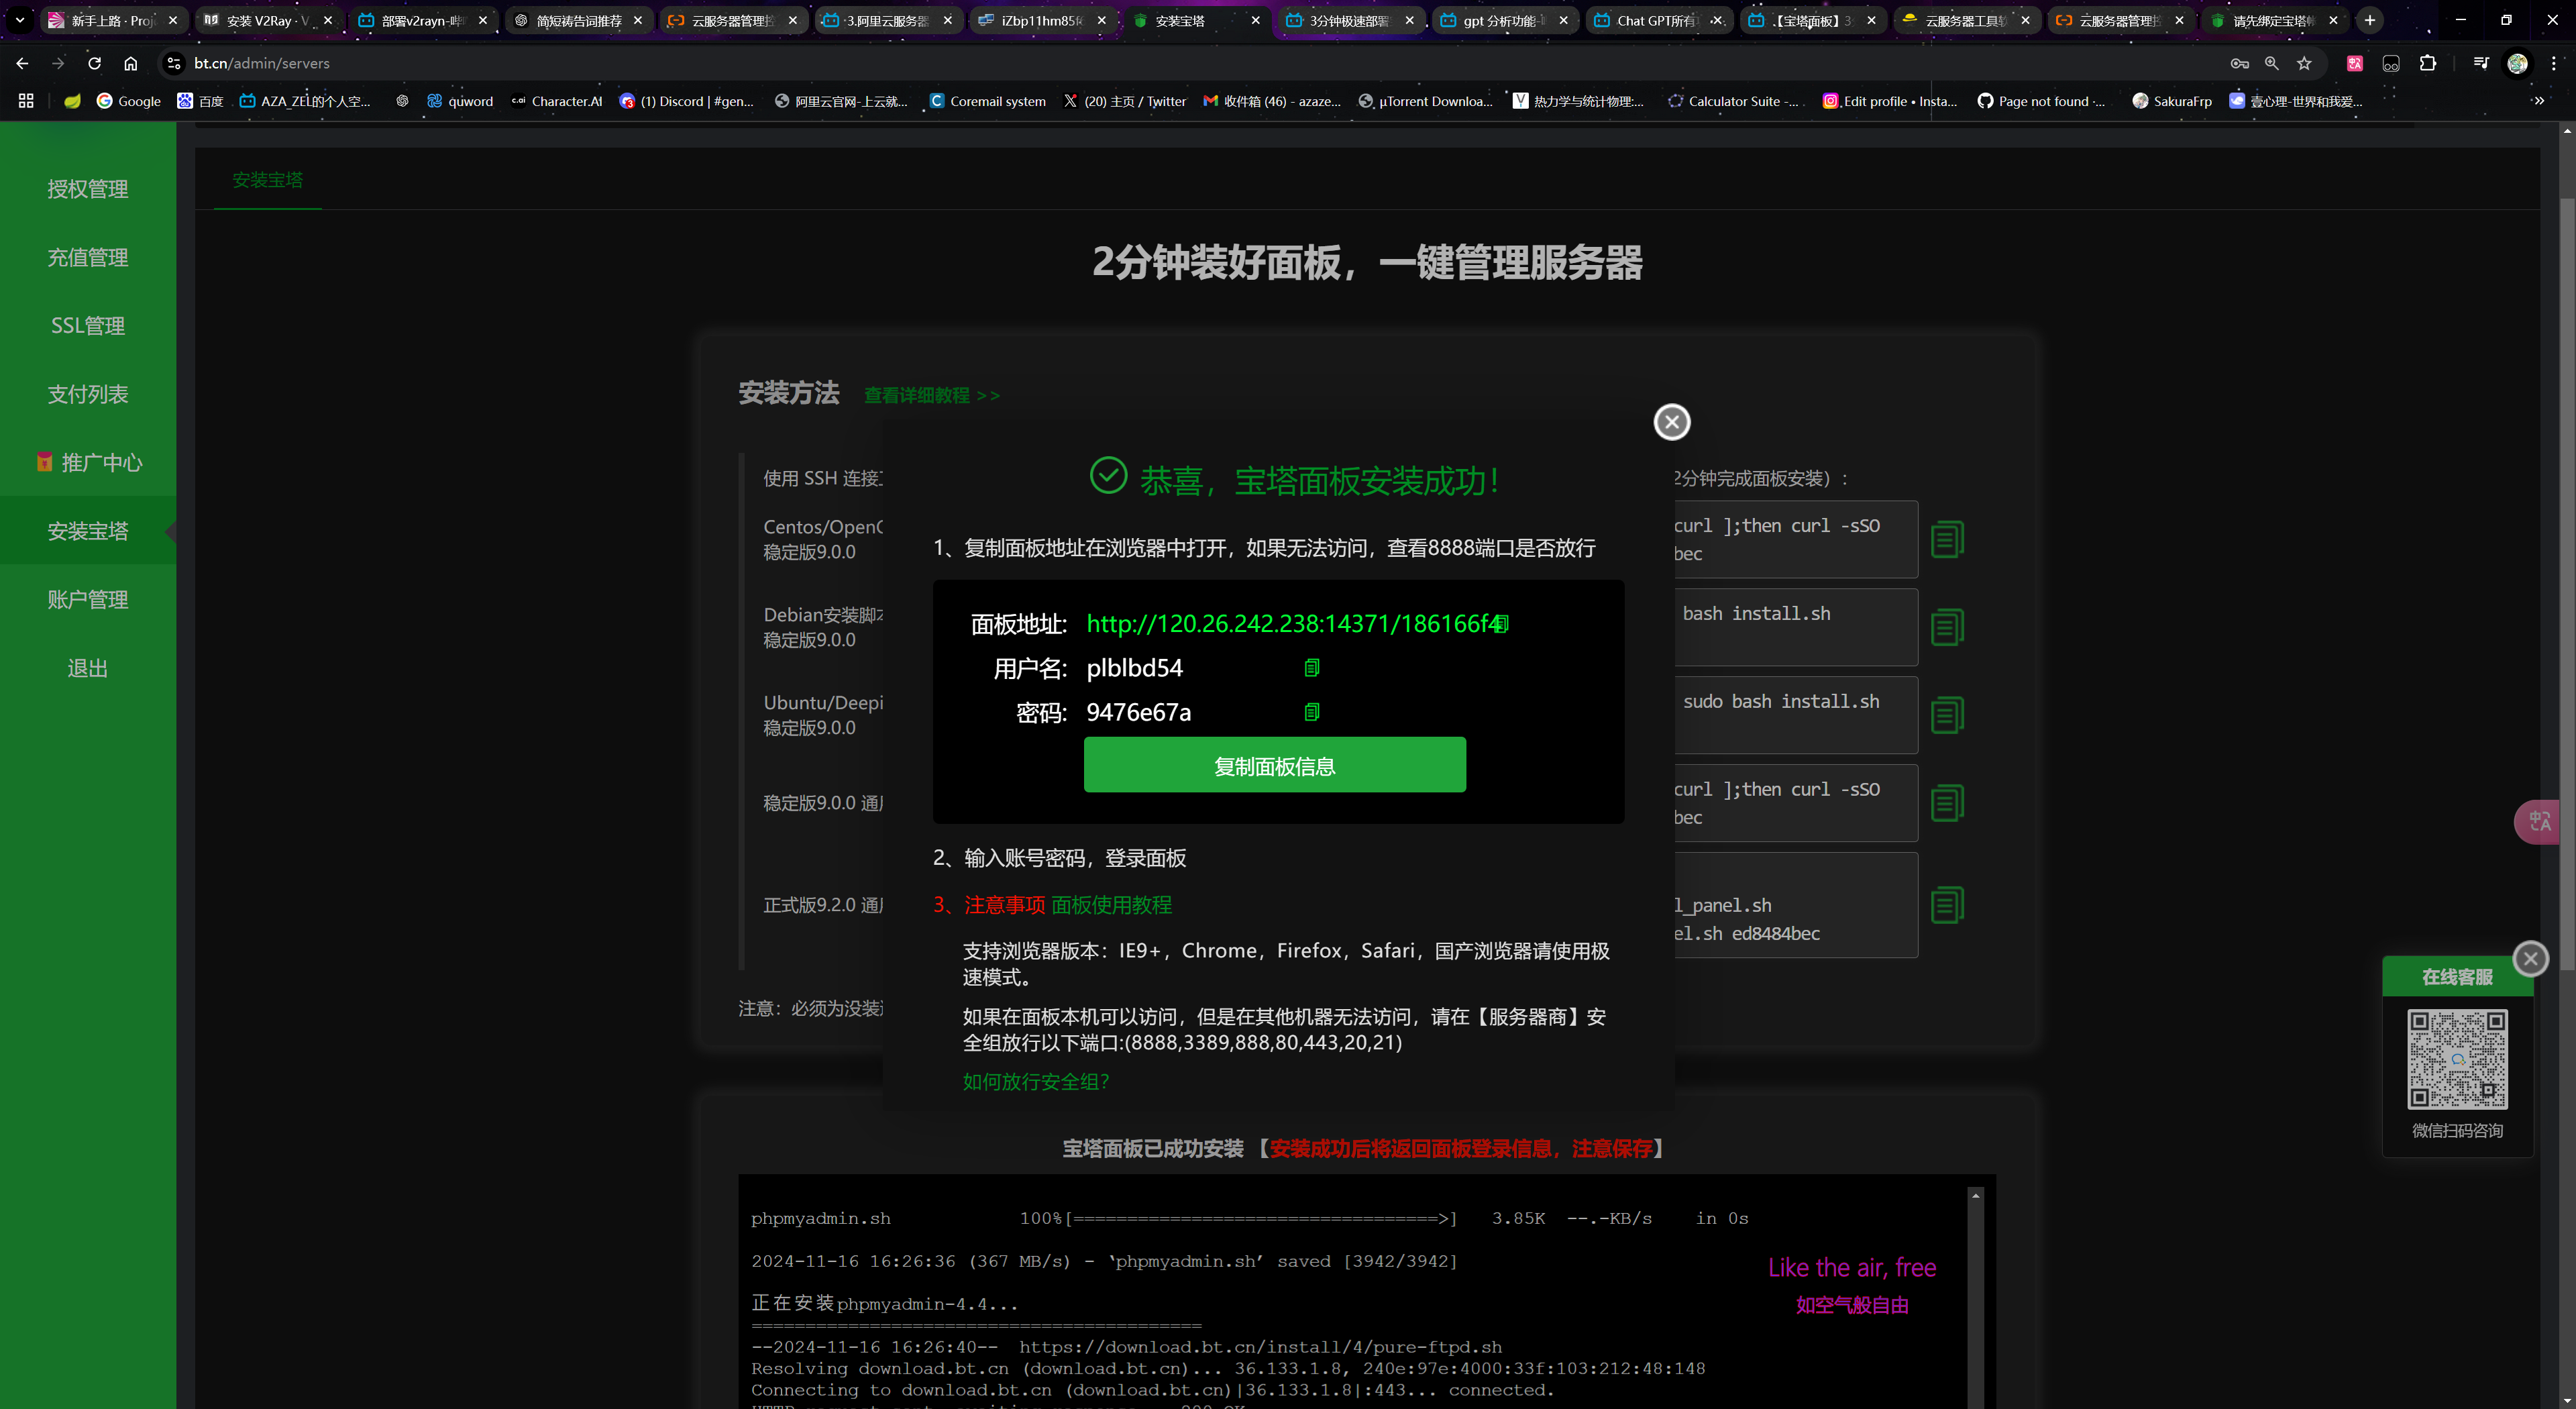 新手上路 · Proj
安装 V2Ray · V
部署v2rayn-哔
简短祷告词推荐
云服务器管理控
-3.阿里云服务器
iZbp11hm85f
安装宝塔
3分钟极速部署
gpt 分析功能-
Chat GPT所有
【宝塔面板】3
云服务器工具软
云服务器管理控
请先绑定宝塔帐
bt.cn/admin/servers
Google
百度
AZA_ZEL的个人空...
quword
Character.AI
(1) Discord | #gen...
阿里云官网-上云就...
Coremail system
(20) 主页 / Twitter
收件箱 (46) - azaze...
µTorrent Downloa...
热力学与统计物理:...
Calculator Suite -...
Edit profile • Insta...
Page not found ·...
SakuraFrp
壹心理-世界和我爱...
授权管理
充值管理
SSL管理
支付列表
推广中心
安装宝塔
账户管理
退出
安装宝塔
2分钟装好面板，一键管理服务器
安装方法 查看详细教程 >>
使用 SSH 连接
2分钟完成面板安装）:
Centos/Open
稳定版9.0.0
curl ];then curl -sSO
bec
Debian安装脚本
稳定版9.0.0
bash install.sh
Ubuntu/Deepi
稳定版9.0.0
sudo bash install.sh
稳定版9.0.0 通
curl ];then curl -sSO
bec
正式版9.2.0 通
l_panel.sh
el.sh ed8484bec
注意：必须为没装
恭喜，宝塔面板安装成功！
1、复制面板地址在浏览器中打开，如果无法访问，查看8888端口是否放行
面板地址: http://120.26.242.238:14371/186166f4
用户名: plblbd54
密码: 9476e67a
复制面板信息
2、输入账号密码，登录面板
3、注意事项 面板使用教程
支持浏览器版本：IE9+，Chrome，Firefox，Safari，国产浏览器请使用极
速模式。
如果在面板本机可以访问，但是在其他机器无法访问，请在【服务器商】安
全组放行以下端口:(8888,3389,888,80,443,20,21)
如何放行安全组?
在线客服
微信扫码咨询
宝塔面板已成功安装 【安装成功后将返回面板登录信息，注意保存】
phpmyadmin.sh 100%[==================================>] 3.85K --.-KB/s in 0s
2024-11-16 16:26:36 (367 MB/s) - ‘phpmyadmin.sh’ saved [3942/3942]
正在安装phpmyadmin-4.4...
==========================================
--2024-11-16 16:26:40-- https://download.bt.cn/install/4/pure-ftpd.sh
Resolving download.bt.cn (download.bt.cn)... 36.133.1.8, 240e:97e:4000:33f:103:212:48:148
Connecting to download.bt.cn (download.bt.cn)|36.133.1.8|:443... connected.
Like the air, free
如空气般自由